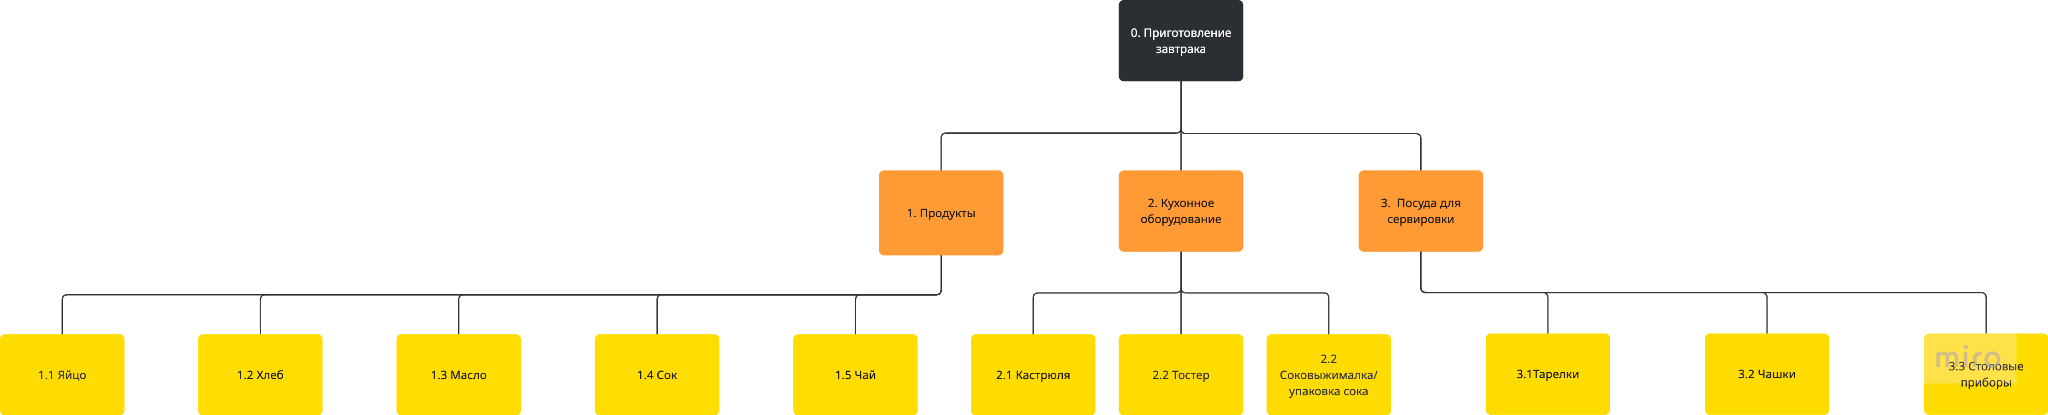 0. Приготовление
завтрака
1. Продукты
2. Кухонное
оборудование
3. Посуда для
сервировки
1.1 Яйцо
1.2 Хлеб
1.3 Масло
1.4 Сок
1.5 Чай
2.1 Кастрюля
2.2 Тостер
2.2
Соковыжималка/
упаковка сока
3.1Тарелки
3.2 Чашки
miro
3.3 Столовые
приборы